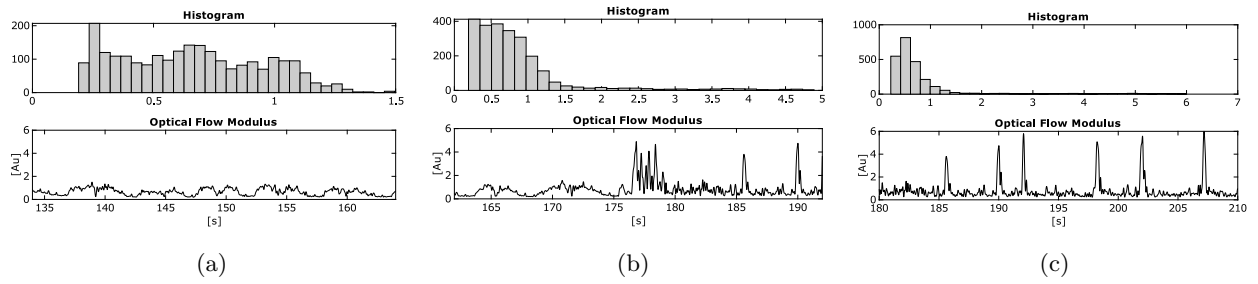 Histogram
200
100
0
0 0.5 1 1.5
Optical Flow Modulus
[Au]
6
4
2
0
135 140 145 150 155 160
[s]
(a)
Histogram
400
200
0
0 0.5 1 1.5 2 2.5 3 3.5 4 4.5 5
Optical Flow Modulus
6
4
2
0
165 170 175 180 185 190
[s]
(b)
Histogram
1000
500
0
0 1 2 3 4 5 6 7
Optical Flow Modulus
[Au]
6
4
2
0
180 185 190 195 202 205 210
[s]
(c)